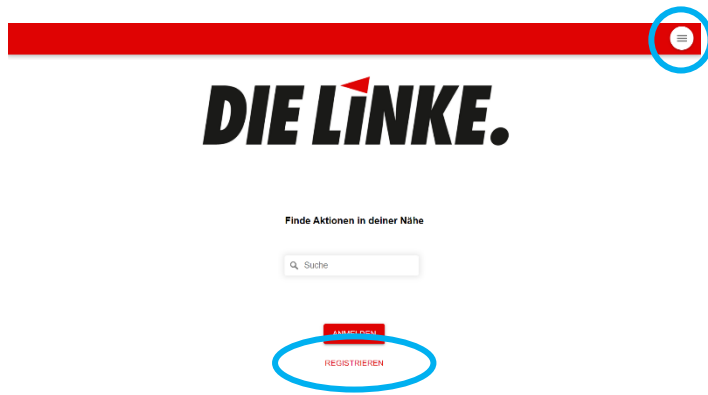 DIE LINKE.
Finde Aktionen in deiner Nähe
Suche
ANMELDEN
REGISTRIEREN